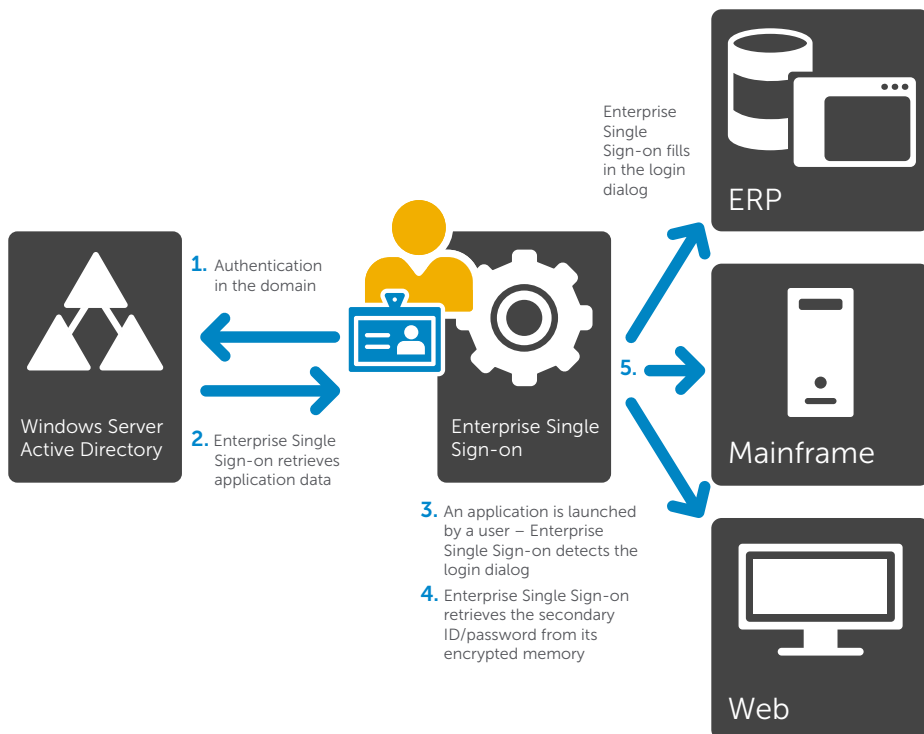 Windows Server
Active Directory
1. Authentication
in the domain
2. Enterprise Single
Sign-on retrieves
application data
Enterprise Single
Sign-on
3. An application is launched
by a user – Enterprise
Single Sign-on detects the
login dialog
4. Enterprise Single Sign-on
retrieves the secondary
ID/password from its
encrypted memory
5.
Enterprise
Single
Sign-on fills
in the login
dialog
ERP
Mainframe
Web